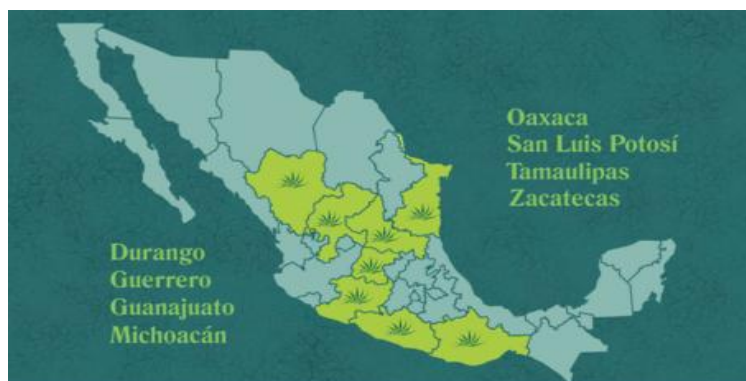 Oaxaca
San Luis Potosí
Tamaulipas
Zacatecas
Durango
Guerrero
Guanajuato
Michoacán